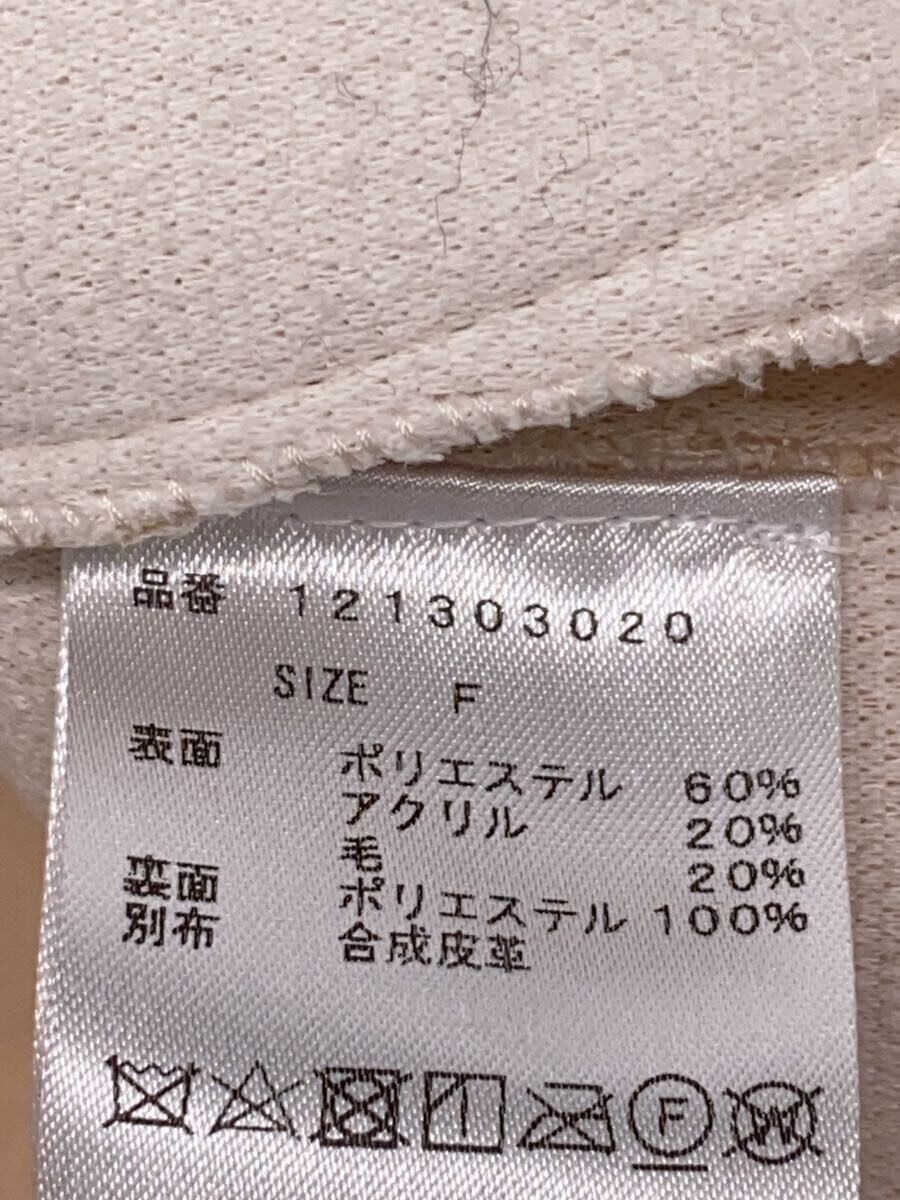 品番 121303020
SIZE F
表面 ポリエステル 60%
アクリル 20%
毛 20%
裏面 ポリエステル 100%
別布 合成皮革
F
W